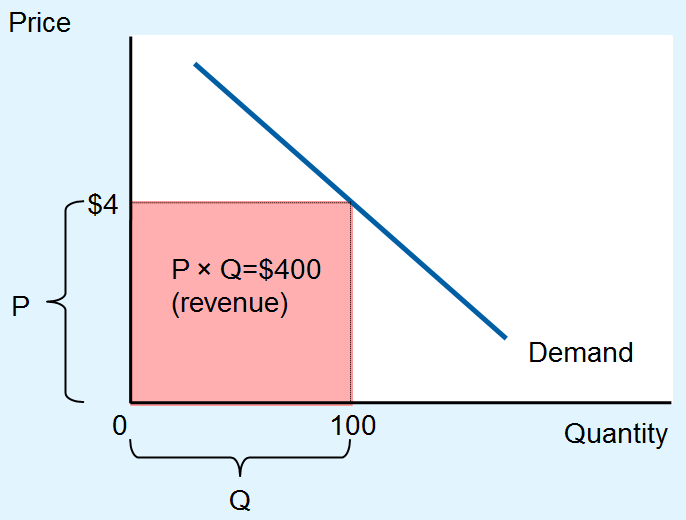 Price
$4
P × Q=$400
(revenue)
P
Demand
0
100
Quantity
Q